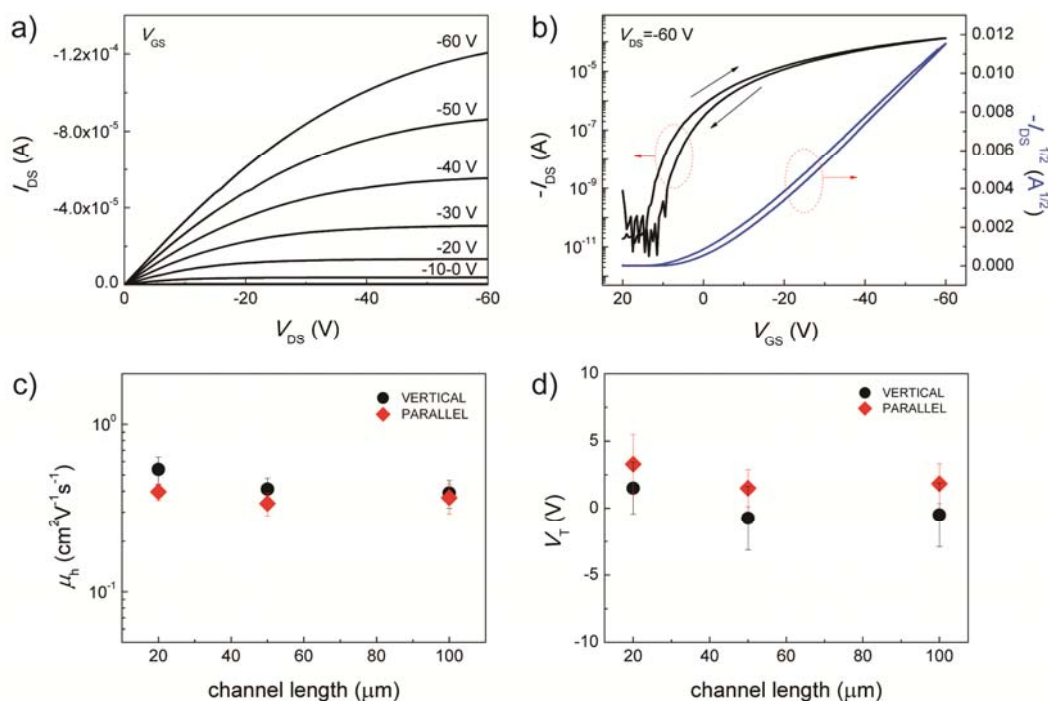 a)
V_GS
-60 V
-50 V
-40 V
-30 V
-20 V
-10-0 V
-1.2x10⁻⁴
-8.0x10⁻⁵
-4.0x10⁻⁵
0.0
I_DS (A)
0 -20 -40 -60
V_DS (V)
b)
V_DS=-60 V
10⁻⁵
10⁻⁷
10⁻⁹
10⁻¹¹
-I_DS (A)
0.012
0.010
0.008
0.006
0.004
0.002
0.000
-I_DS^1/2 (A^1/2)
20 0 -20 -40 -60
V_GS (V)
c)
VERTICAL
PARALLEL
10⁰
10⁻¹
μ_h (cm²V⁻¹s⁻¹)
20 40 60 80 100
channel length (μm)
d)
VERTICAL
PARALLEL
10
5
0
-5
-10
V_T (V)
20 40 60 80 100
channel length (μm)